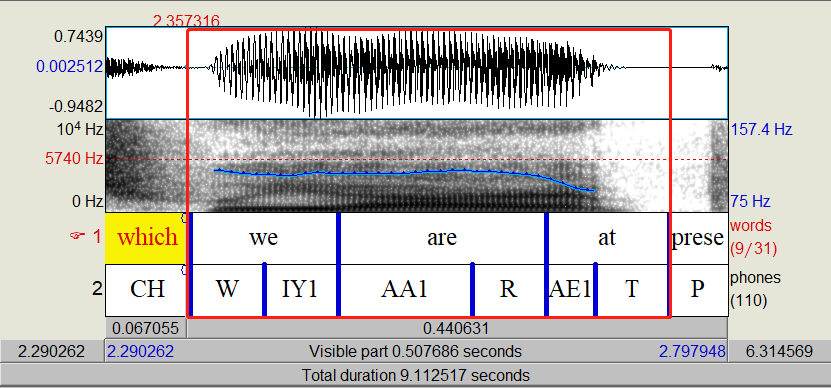 2.357316
0.7439
0.002512
-0.9482
10⁴ Hz
157.4 Hz
5740 Hz
0 Hz
75 Hz
☞ 1 which we are at prese words
(9/31)
2 CH W IY1 AA1 R AE1 T P phones
(110)
0.067055 0.440631
2.290262 2.290262 Visible part 0.507686 seconds 2.797948 6.314569
Total duration 9.112517 seconds